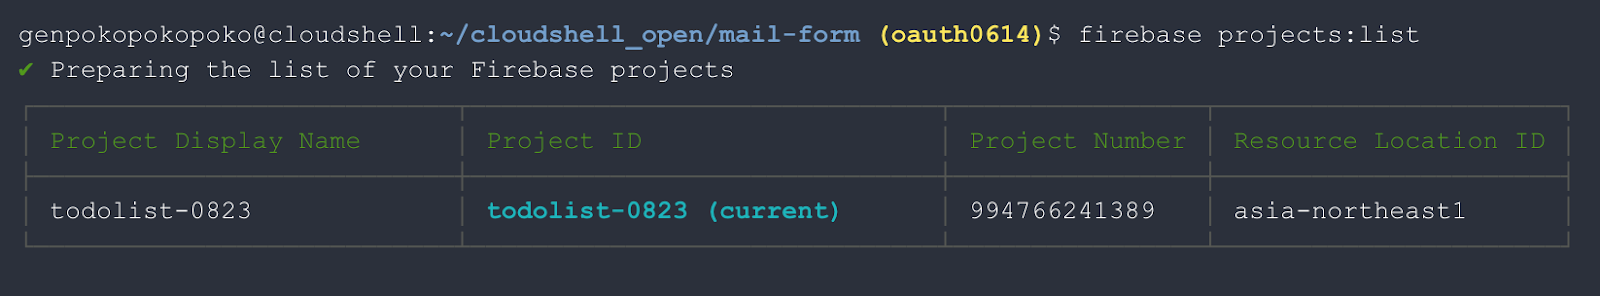 genpokopokopoko@cloudshell:~/cloudshell_open/mail-form (oauth0614)$ firebase projects:list
✔ Preparing the list of your Firebase projects
Project Display Name Project ID Project Number Resource Location ID
todolist-0823 todolist-0823 (current) 994766241389 asia-northeast1